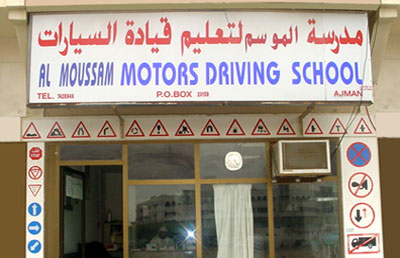 مدرسة الموسم لتعليم قيادة السيارات
AL MOUSSAM MOTORS DRIVING SCHOOL
TEL. P.O.BOX AJMAN